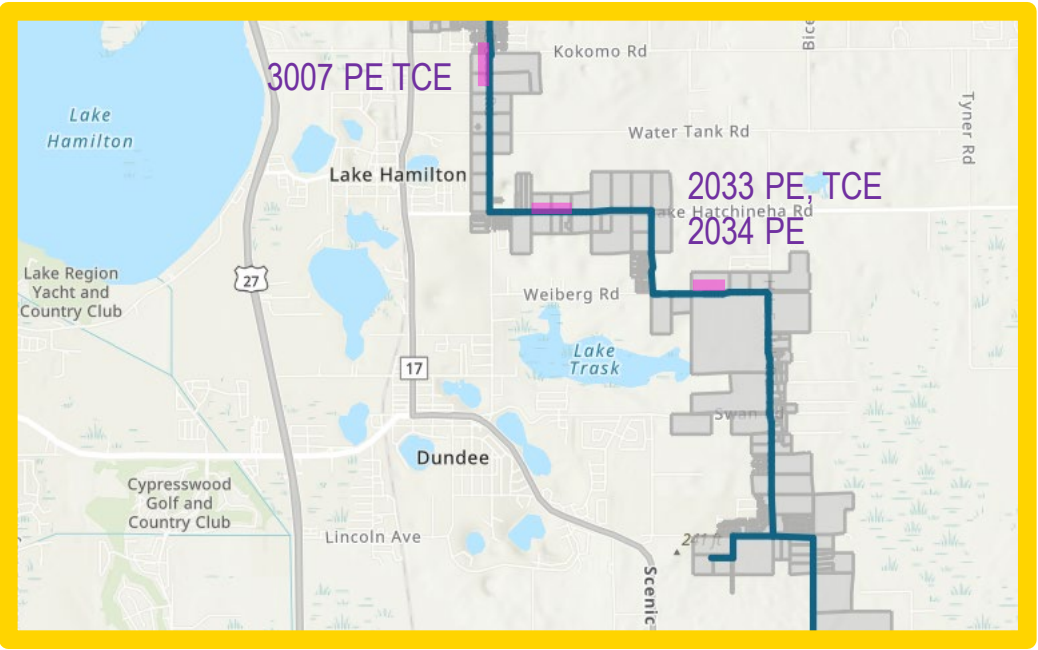 Kokomo Rd
3007 PE TCE
Lake
Hamilton
Tyner Rd
Water Tank Rd
Lake Hamilton
2033 PE, TCE
ake Hatchineha Rd
2034 PE
Lake Region
Yacht and
Country Club
27
Weiberg Rd
Lake
Trask
17
Swan
Dundee
Cypresswood
Golf and
Country Club
Lincoln Ave
241 ft
Scenic